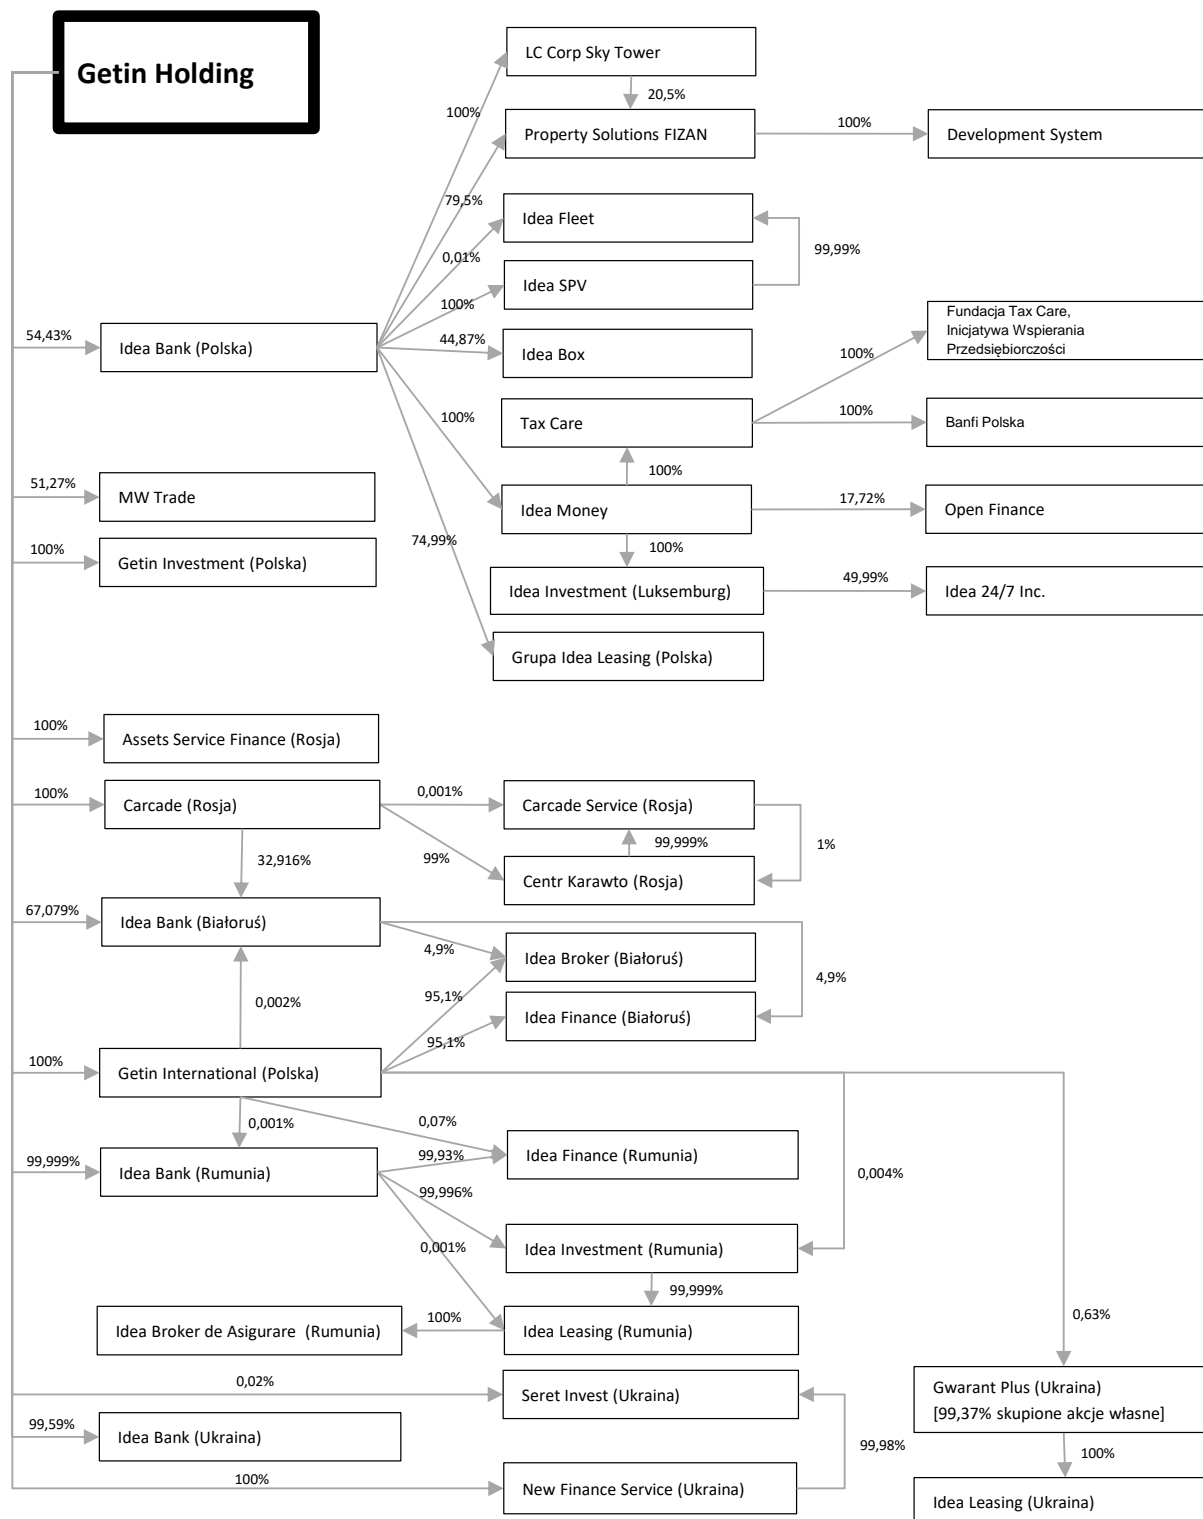 Getin Holding
LC Corp Sky Tower
20,5%
100%
Property Solutions FIZAN
100%
Development System
79,5%
Idea Fleet
99,99%
0,01%
Idea SPV
100%
Fundacja Tax Care,
Inicjatywa Wspierania
Przedsiębiorczości
54,43%
Idea Bank (Polska)
44,87%
Idea Box
100%
Tax Care
100%
Banfi Polska
100%
100%
51,27%
MW Trade
Idea Money
17,72%
Open Finance
74,99%
100%
100%
Getin Investment (Polska)
Idea Investment (Luksemburg)
49,99%
Idea 24/7 Inc.
Grupa Idea Leasing (Polska)
100%
Assets Service Finance (Rosja)
100%
Carcade (Rosja)
0,001%
Carcade Service (Rosja)
99,999%
1%
32,916%
99%
Centr Karawto (Rosja)
67,079%
Idea Bank (Białoruś)
4,9%
Idea Broker (Białoruś)
4,9%
0,002%
95,1%
Idea Finance (Białoruś)
95,1%
100%
Getin International (Polska)
0,001%
0,07%
99,999%
Idea Bank (Rumunia)
99,93%
Idea Finance (Rumunia)
0,004%
99,996%
0,001%
Idea Investment (Rumunia)
99,999%
Idea Broker de Asigurare (Rumunia)
100%
Idea Leasing (Rumunia)
0,63%
0,02%
Seret Invest (Ukraina)
Gwarant Plus (Ukraina)
[99,37% skupione akcje własne]
99,59%
Idea Bank (Ukraina)
99,98%
100%
100%
New Finance Service (Ukraina)
Idea Leasing (Ukraina)